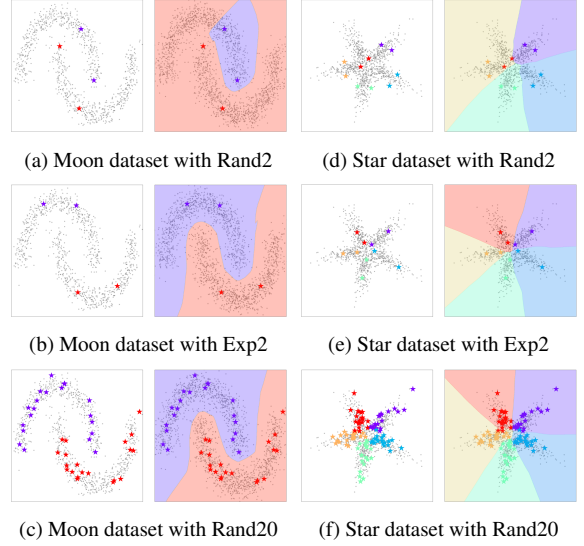 (a) Moon dataset with Rand2
(d) Star dataset with Rand2
(b) Moon dataset with Exp2
(e) Star dataset with Exp2
(c) Moon dataset with Rand20
(f) Star dataset with Rand20